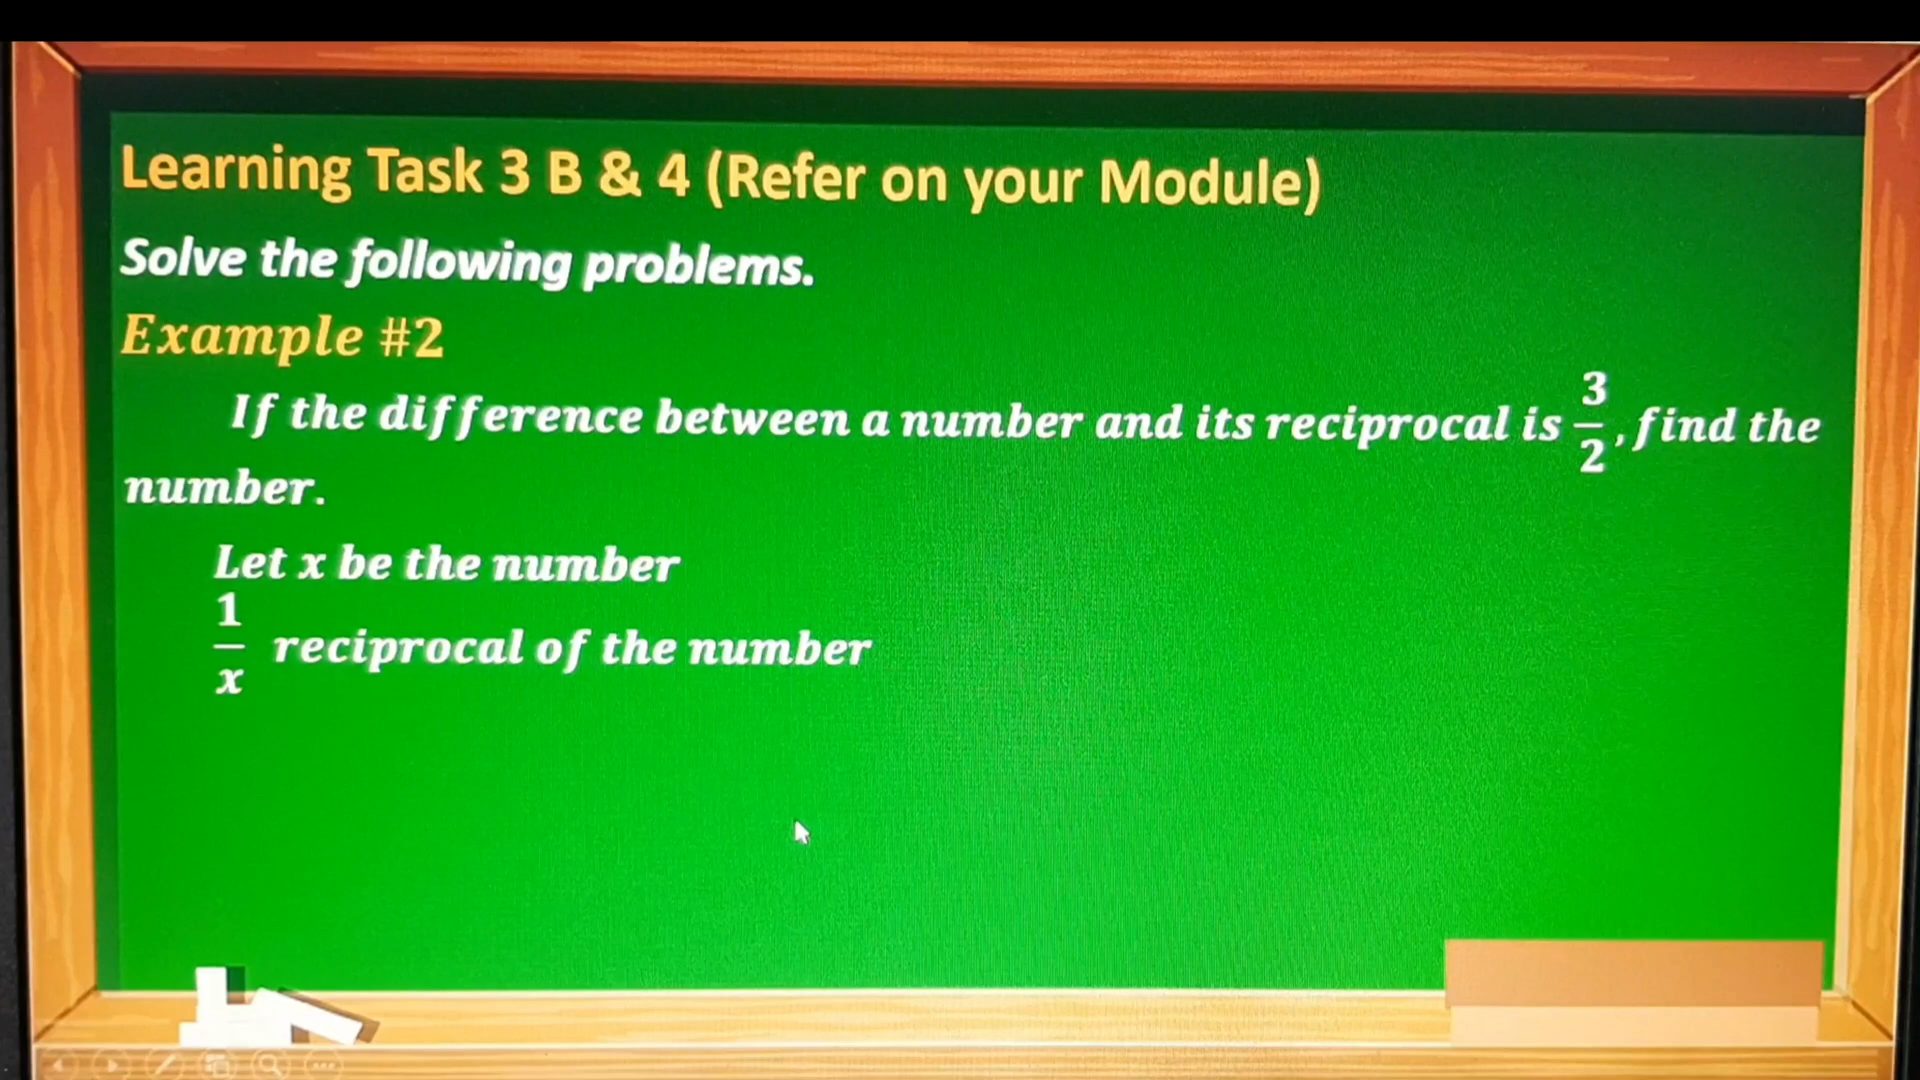 Learning Task 3 B & 4 (Refer on your Module)
Solve the following problems.
Example #2
If the difference between a number and its reciprocal is 3/2, find the
number.
Let x be the number
1/x reciprocal of the number